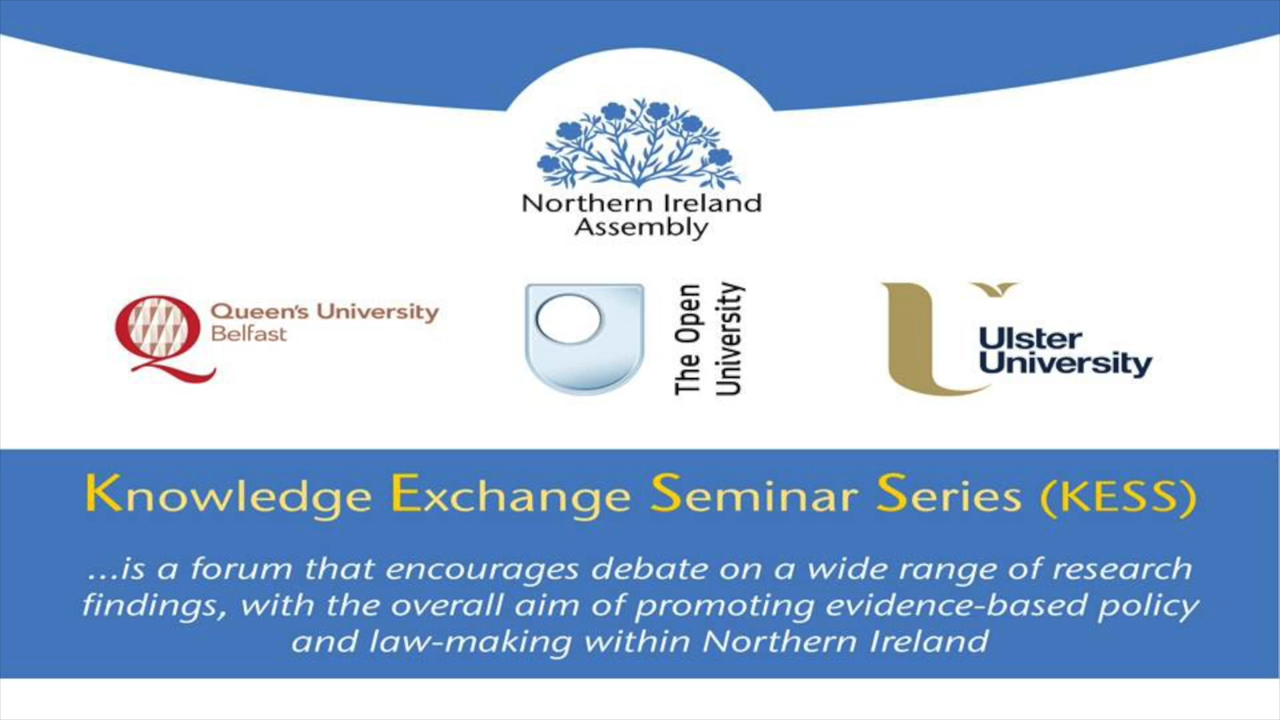 Northern Ireland
Assembly
Queen's University
Belfast
The Open
University
Ulster
University
Knowledge Exchange Seminar Series (KESS)
...is a forum that encourages debate on a wide range of research
findings, with the overall aim of promoting evidence-based policy
and law-making within Northern Ireland